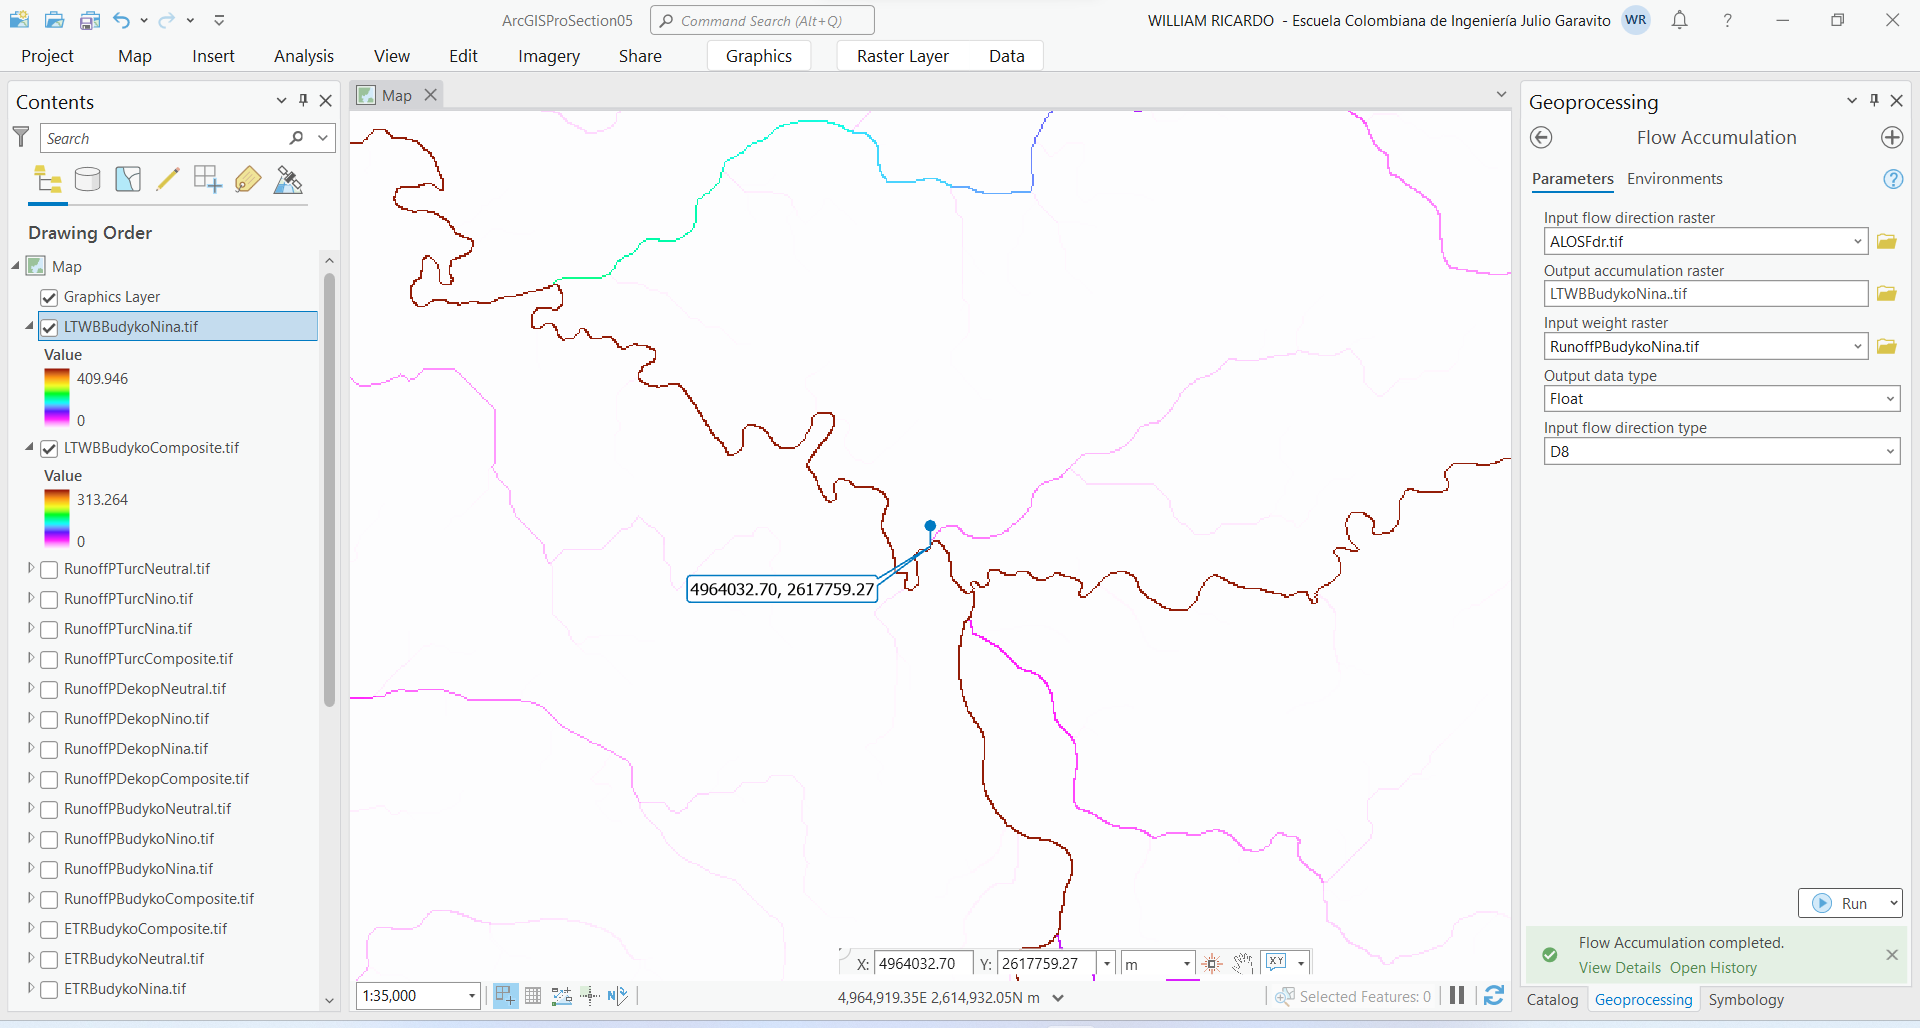 ArcGISProSection05
Command Search (Alt+Q)
WILLIAM RICARDO - Escuela Colombiana de Ingeniería Julio Garavito
WR
?
Project
Map
Insert
Analysis
View
Edit
Imagery
Share
Graphics
Raster Layer
Data
Contents
Search
Drawing Order
Map
Graphics Layer
LTWBBudykoNina.tif
Value
409.946
0
LTWBBudykoComposite.tif
Value
313.264
0
RunoffPTurcNeutral.tif
RunoffPTurcNino.tif
RunoffPTurcNina.tif
RunoffPTurcComposite.tif
RunoffPDekopNeutral.tif
RunoffPDekopNino.tif
RunoffPDekopNina.tif
RunoffPDekopComposite.tif
RunoffPBudykoNeutral.tif
RunoffPBudykoNino.tif
RunoffPBudykoNina.tif
RunoffPBudykoComposite.tif
ETRBudykoComposite.tif
ETRBudykoNeutral.tif
ETRBudykoNina.tif
Map
4964032.70, 2617759.27
X: 4964032.70 Y: 2617759.27 m XY
1:35,000
N
4,964,919.35E 2,614,932.05N m
Selected Features: 0
Geoprocessing
Flow Accumulation
Parameters Environments
?
Input flow direction raster
ALOSFdr.tif
Output accumulation raster
LTWBBudykoNina..tif
Input weight raster
RunoffPBudykoNina.tif
Output data type
Float
Input flow direction type
D8
Run
Flow Accumulation completed.
View Details Open History
Catalog Geoprocessing Symbology